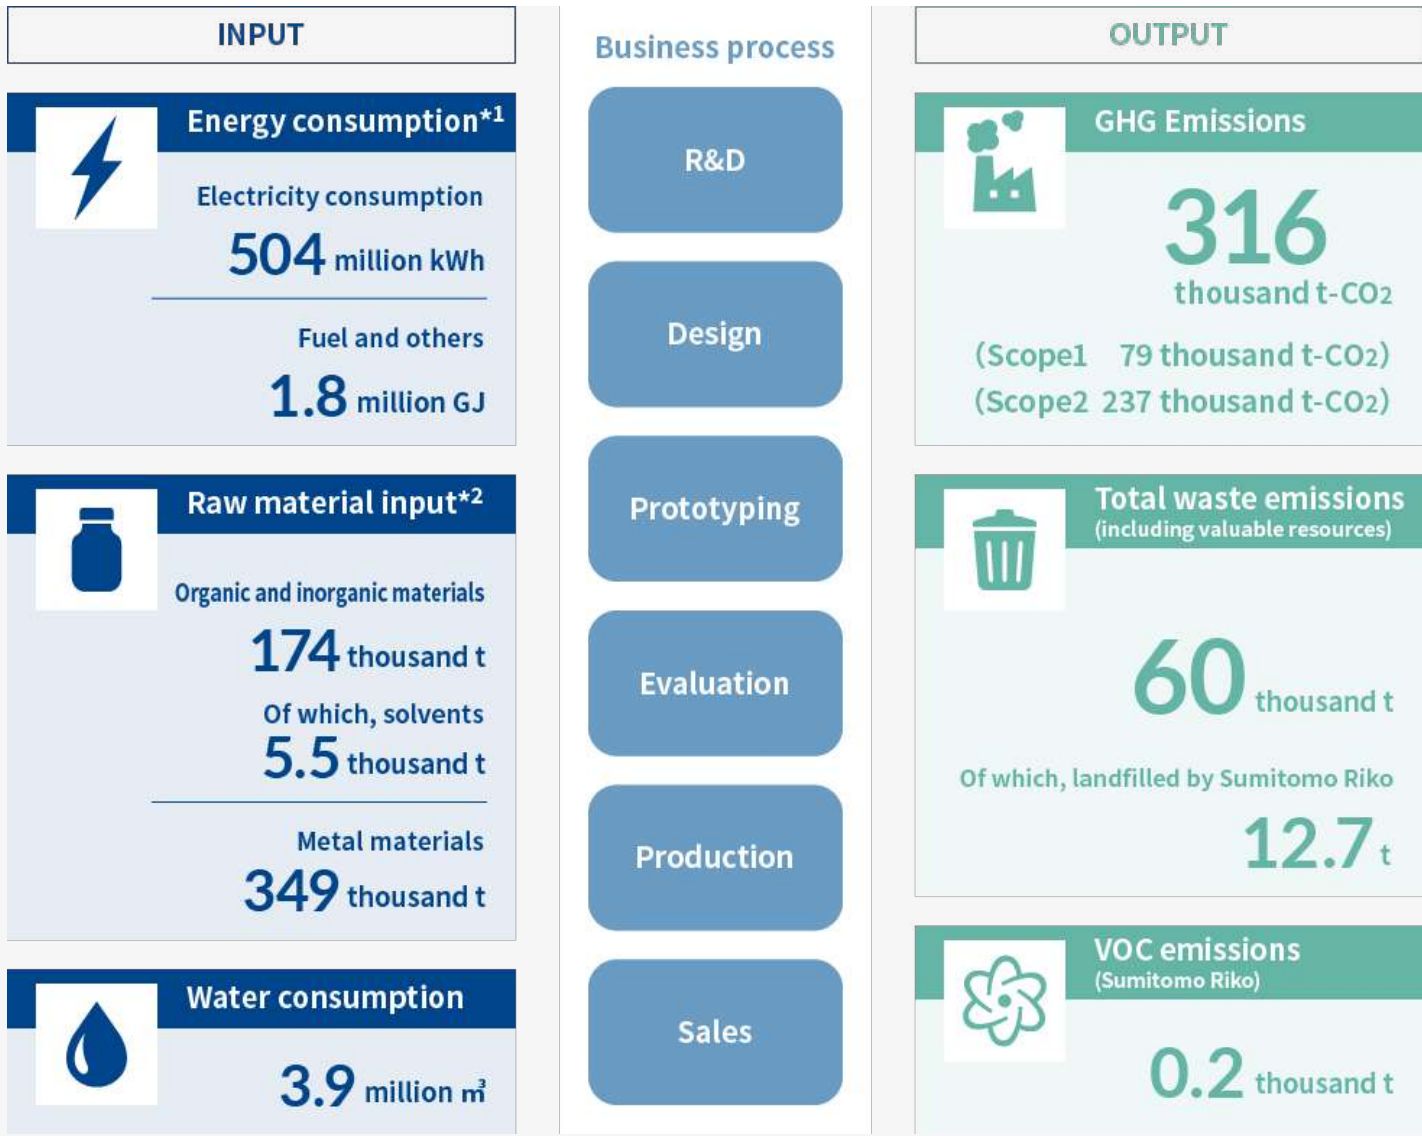 INPUT
Energy consumption*1
Electricity consumption
504 million kWh
Fuel and others
1.8 million GJ
Raw material input*2
Organic and inorganic materials
174 thousand t
Of which, solvents
5.5 thousand t
Metal materials
349 thousand t
Water consumption
3.9 million ㎥
Business process
R&D
Design
Prototyping
Evaluation
Production
Sales
OUTPUT
GHG Emissions
316
thousand t-CO2
(Scope1 79 thousand t-CO2)
(Scope2 237 thousand t-CO2)
Total waste emissions
(including valuable resources)
60 thousand t
Of which, landfilled by Sumitomo Riko
12.7 t
VOC emissions
(Sumitomo Riko)
0.2 thousand t